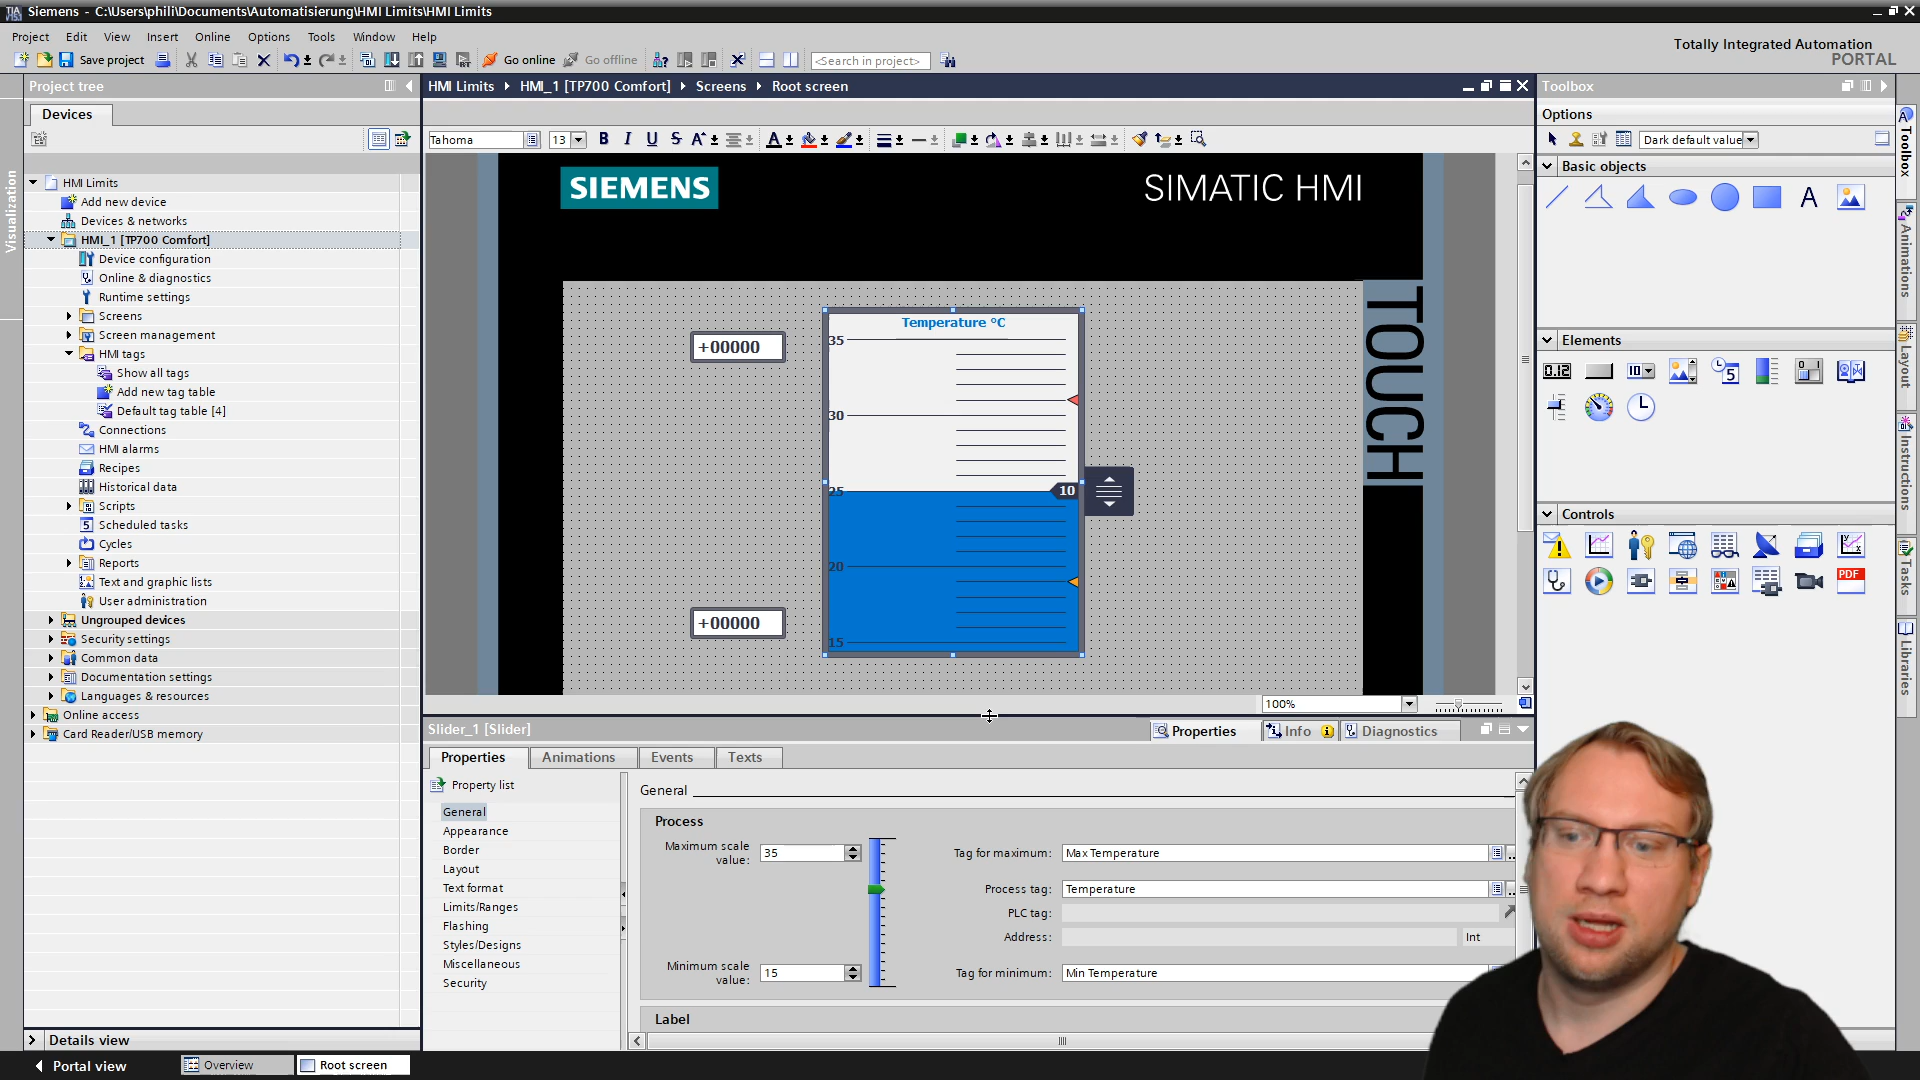 Siemens - C:\Users\phili\Documents\Automatisierung\HMI Limits\HMI Limits
Project Edit View Insert Online Options Tools Window Help
Totally Integrated Automation
PORTAL
Save project
Go online
Go offline
<Search in project>
Project tree
HMI Limits
HMI_1 [TP700 Comfort]
Screens
Root screen
Toolbox
Devices
Options
Tahoma
13
B I U S A
Dark default value
Visualization
Basic objects
HMI Limits
Add new device
Devices & networks
HMI_1 [TP700 Comfort]
Device configuration
Online & diagnostics
Runtime settings
Screens
Screen management
HMI tags
Show all tags
Add new tag table
Default tag table [4]
Connections
HMI alarms
Recipes
Historical data
Scripts
Scheduled tasks
Cycles
Reports
Text and graphic lists
User administration
Ungrouped devices
Security settings
Common data
Documentation settings
Languages & resources
Online access
Card Reader/USB memory
Details view
SIEMENS
SIMATIC HMI
TOUCH
+00000
+00000
Temperature °C
35
30
25
20
15
10
100%
Elements
0.12
10
5
Controls
PDF
Toolbox
Animations
Layout
Instructions
Tasks
Libraries
Slider_1 [Slider]
Properties
Info
Diagnostics
Properties
Animations
Events
Texts
Property list
General
Appearance
Border
Layout
Text format
Limits/Ranges
Flashing
Styles/Designs
Miscellaneous
Security
General
Process
Maximum scale value:
35
Tag for maximum:
Max Temperature
Process tag:
Temperature
PLC tag:
Address:
Int
Minimum scale value:
15
Tag for minimum:
Min Temperature
Label
Portal view
Overview
Root screen